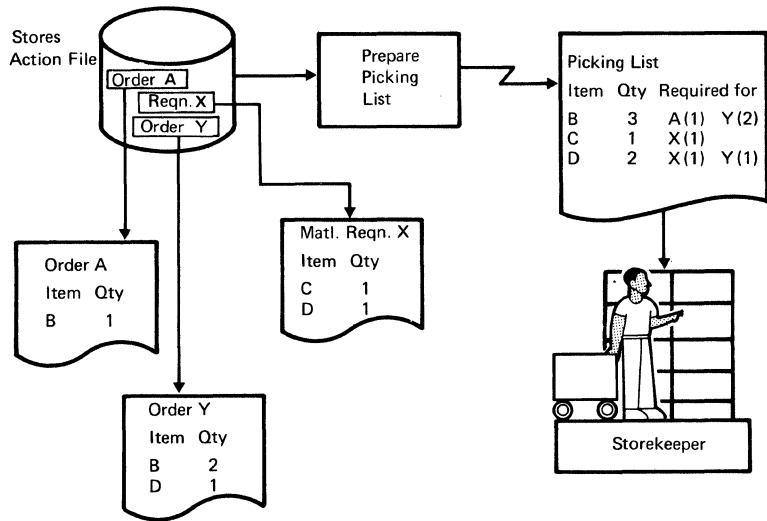 Stores
Action File
Order A
Reqn. X
Order Y
Prepare
Picking
List
Picking List
Item Qty Required for
B 3 A(1) Y(2)
C 1 X(1)
D 2 X(1) Y(1)
Order A
Item Qty
B 1
Matl. Reqn. X
Item Qty
C 1
D 1
Order Y
Item Qty
B 2
D 1
Storekeeper